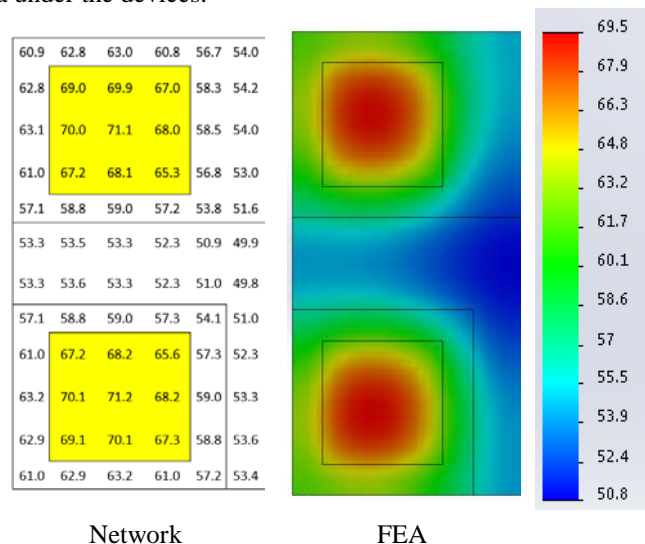 under the devices.
60.9 62.8 63.0 60.8 56.7 54.0
62.8 69.0 69.9 67.0 58.3 54.2
63.1 70.0 71.1 68.0 58.5 54.0
61.0 67.2 68.1 65.3 56.8 53.0
57.1 58.8 59.0 57.2 53.8 51.6
53.3 53.5 53.3 52.3 50.9 49.9
53.3 53.6 53.3 52.3 51.0 49.8
57.1 58.8 59.0 57.3 54.1 51.0
61.0 67.2 68.2 65.6 57.3 52.3
63.2 70.1 71.2 68.2 59.0 53.3
62.9 69.1 70.1 67.3 58.8 53.6
61.0 62.9 63.2 61.0 57.2 53.4
69.5
67.9
66.3
64.8
63.2
61.7
60.1
58.6
57
55.5
53.9
52.4
50.8
Network FEA